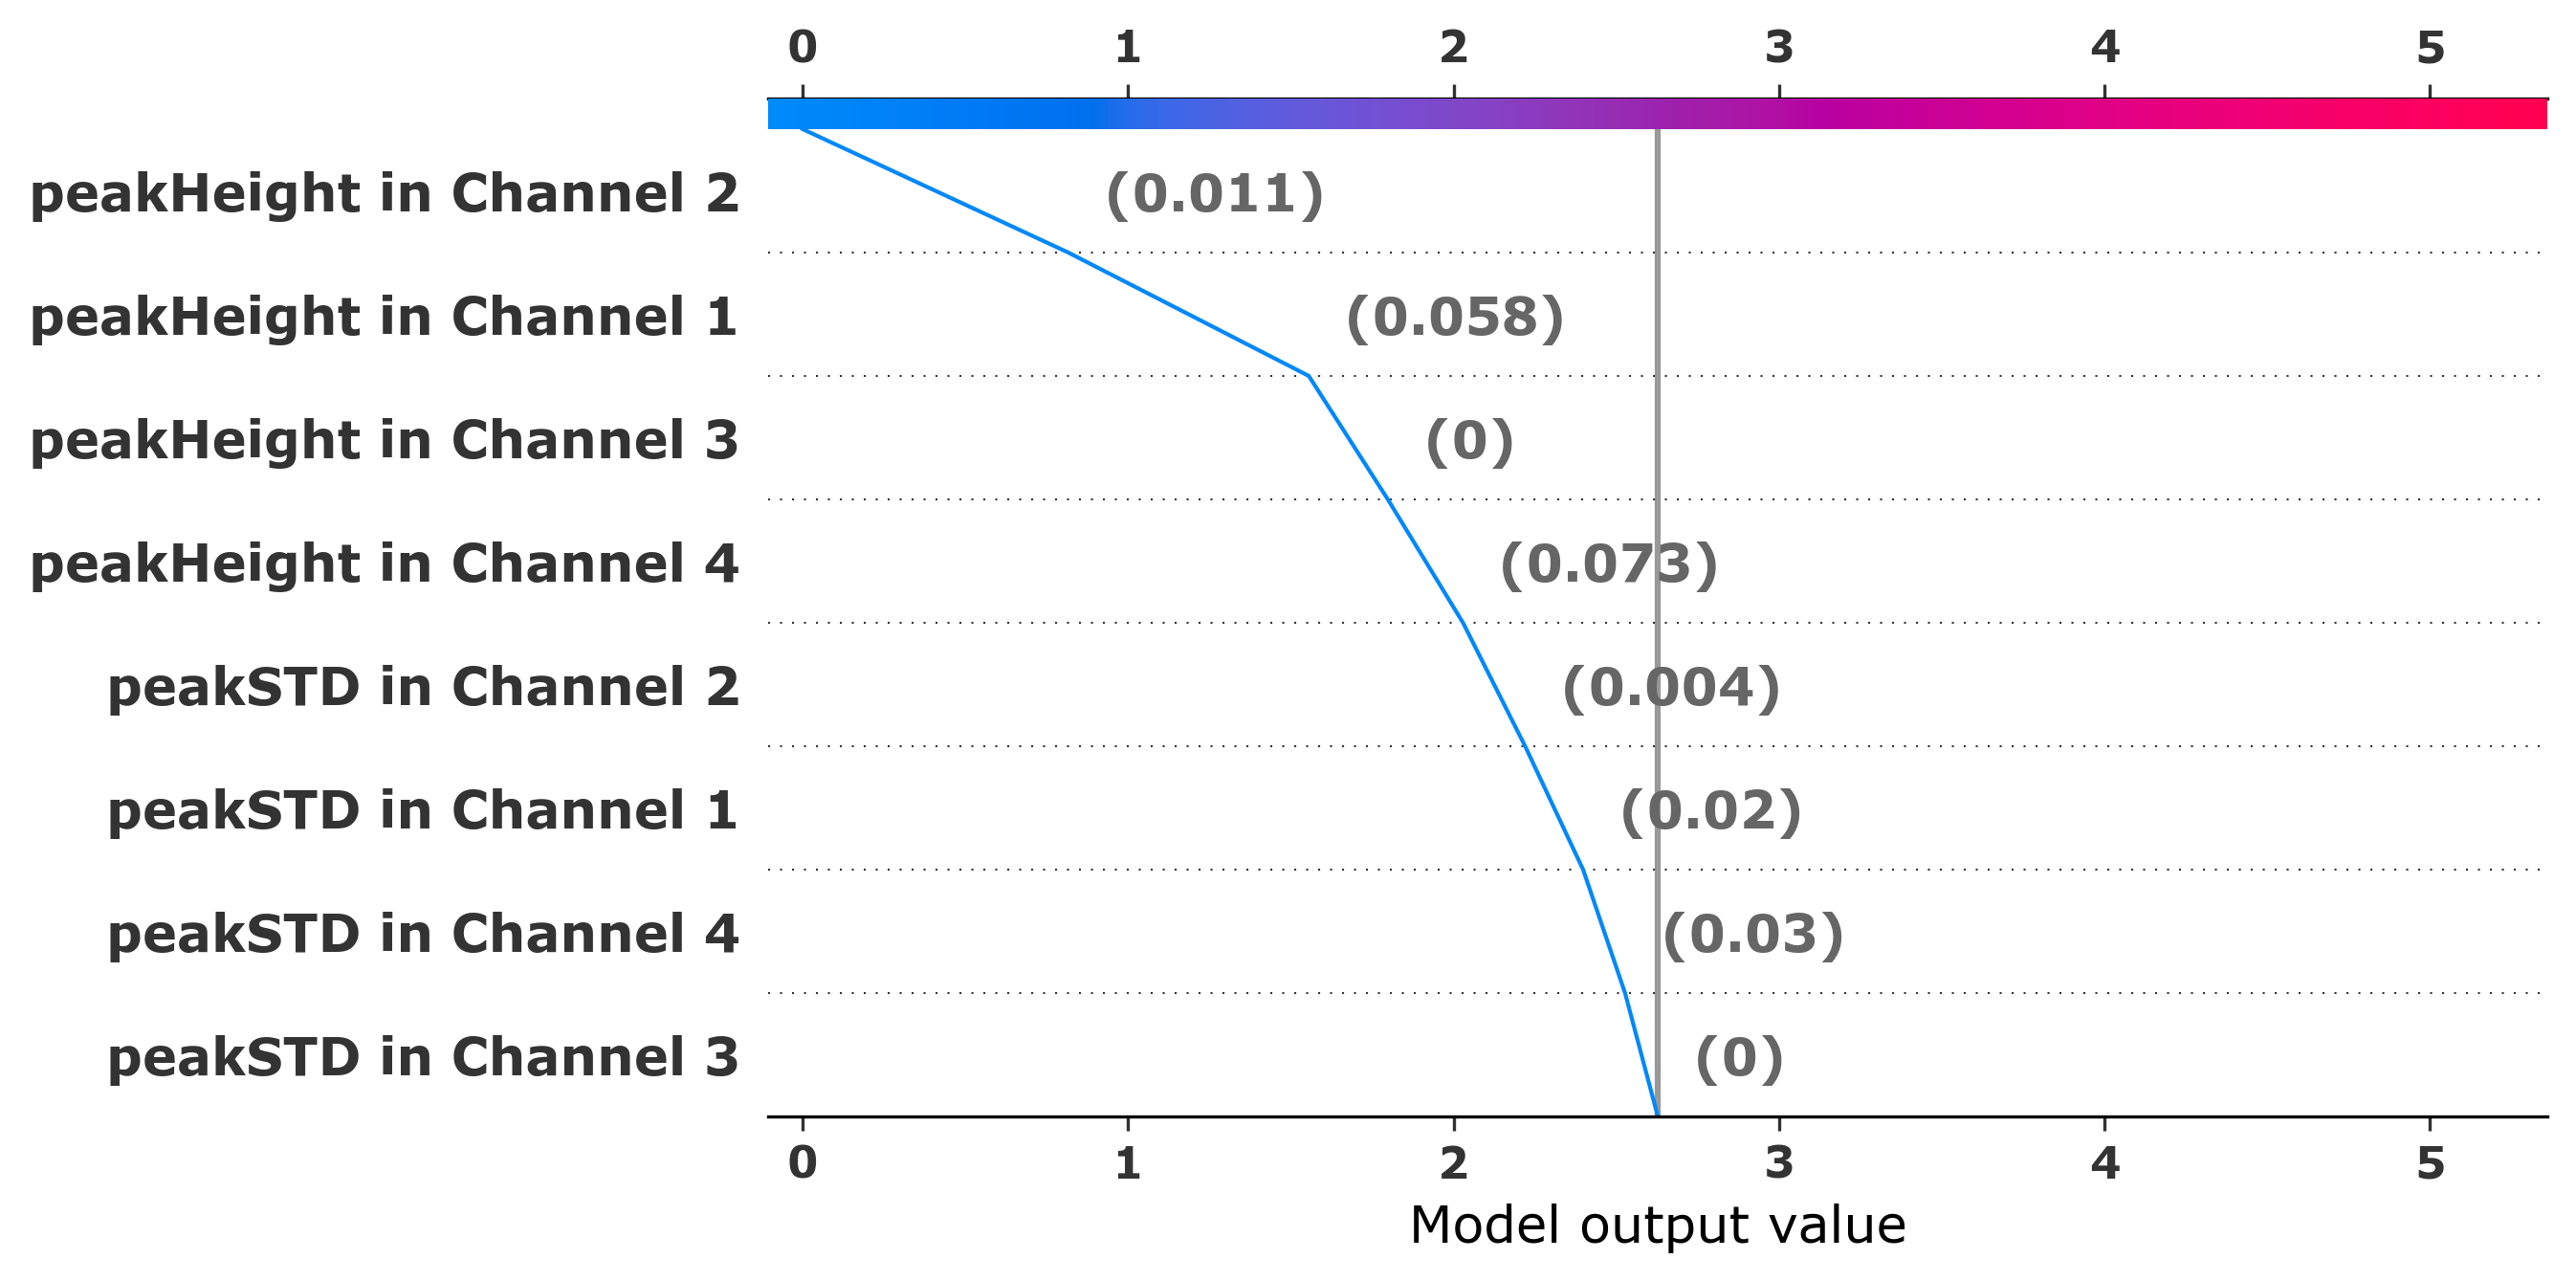 0 1 2 3 4 5
peakHeight in Channel 2 (0.011)
peakHeight in Channel 1 (0.058)
peakHeight in Channel 3 (0)
peakHeight in Channel 4 (0.073)
peakSTD in Channel 2 (0.004)
peakSTD in Channel 1 (0.02)
peakSTD in Channel 4 (0.03)
peakSTD in Channel 3 (0)
0 1 2 3 4 5
Model output value